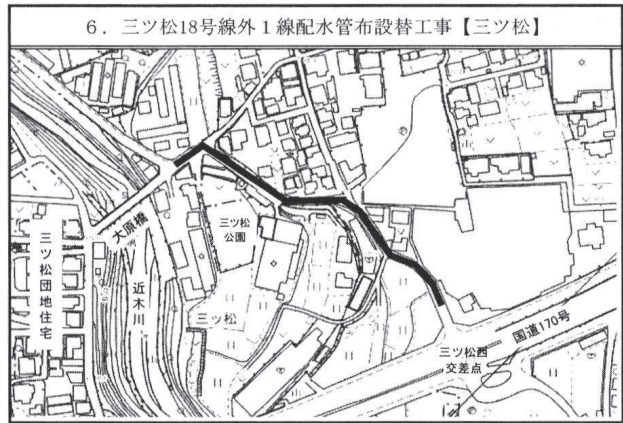 6．三ツ松18号線外1線配水管布設替工事【三ツ松】
三ツ松
公園
大原橋
三ツ松団地住宅
近木川
三ッ松
国道170号
三ツ松西
交差点